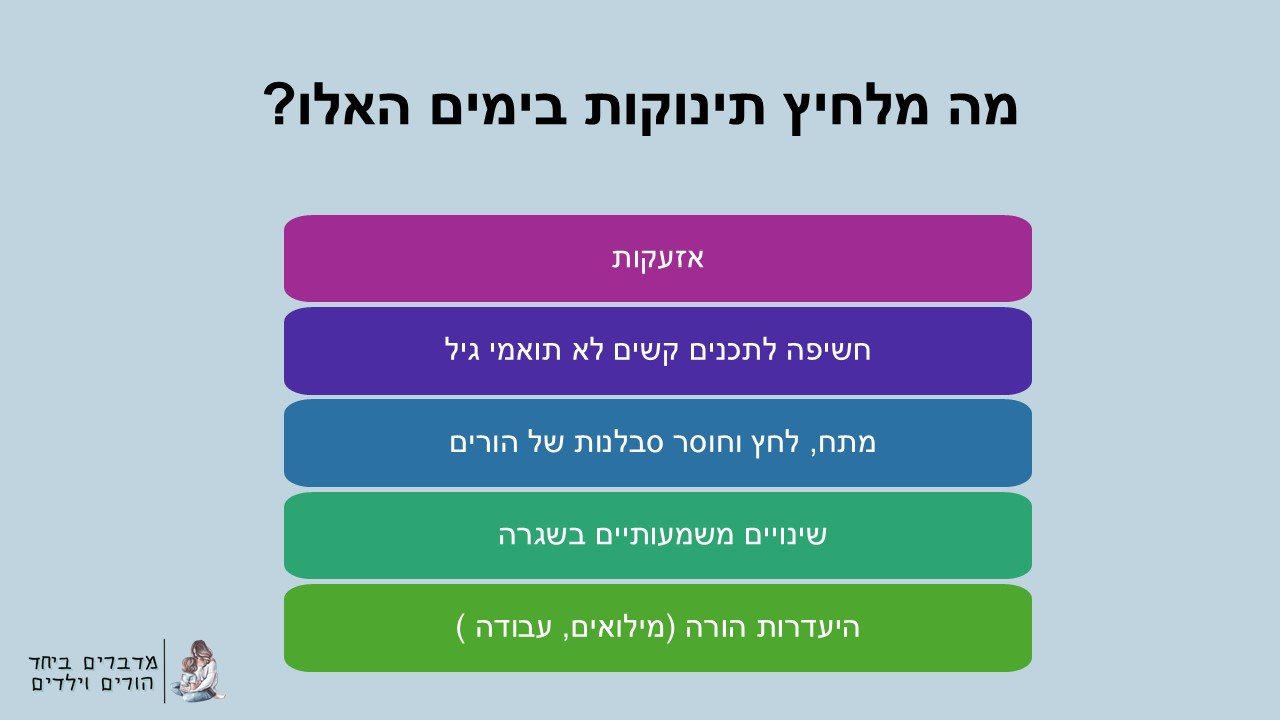 מה מלחיץ תינוקות בימים האלו?
אזעקות
חשיפה לתכנים קשים לא תואמי גיל
מתח, לחץ וחוסר סבלנות של הורים
שינויים משמעותיים בשגרה
היעדרות הורה (מילואים, עבודה )
מדברים ביחד
הורים וילדים